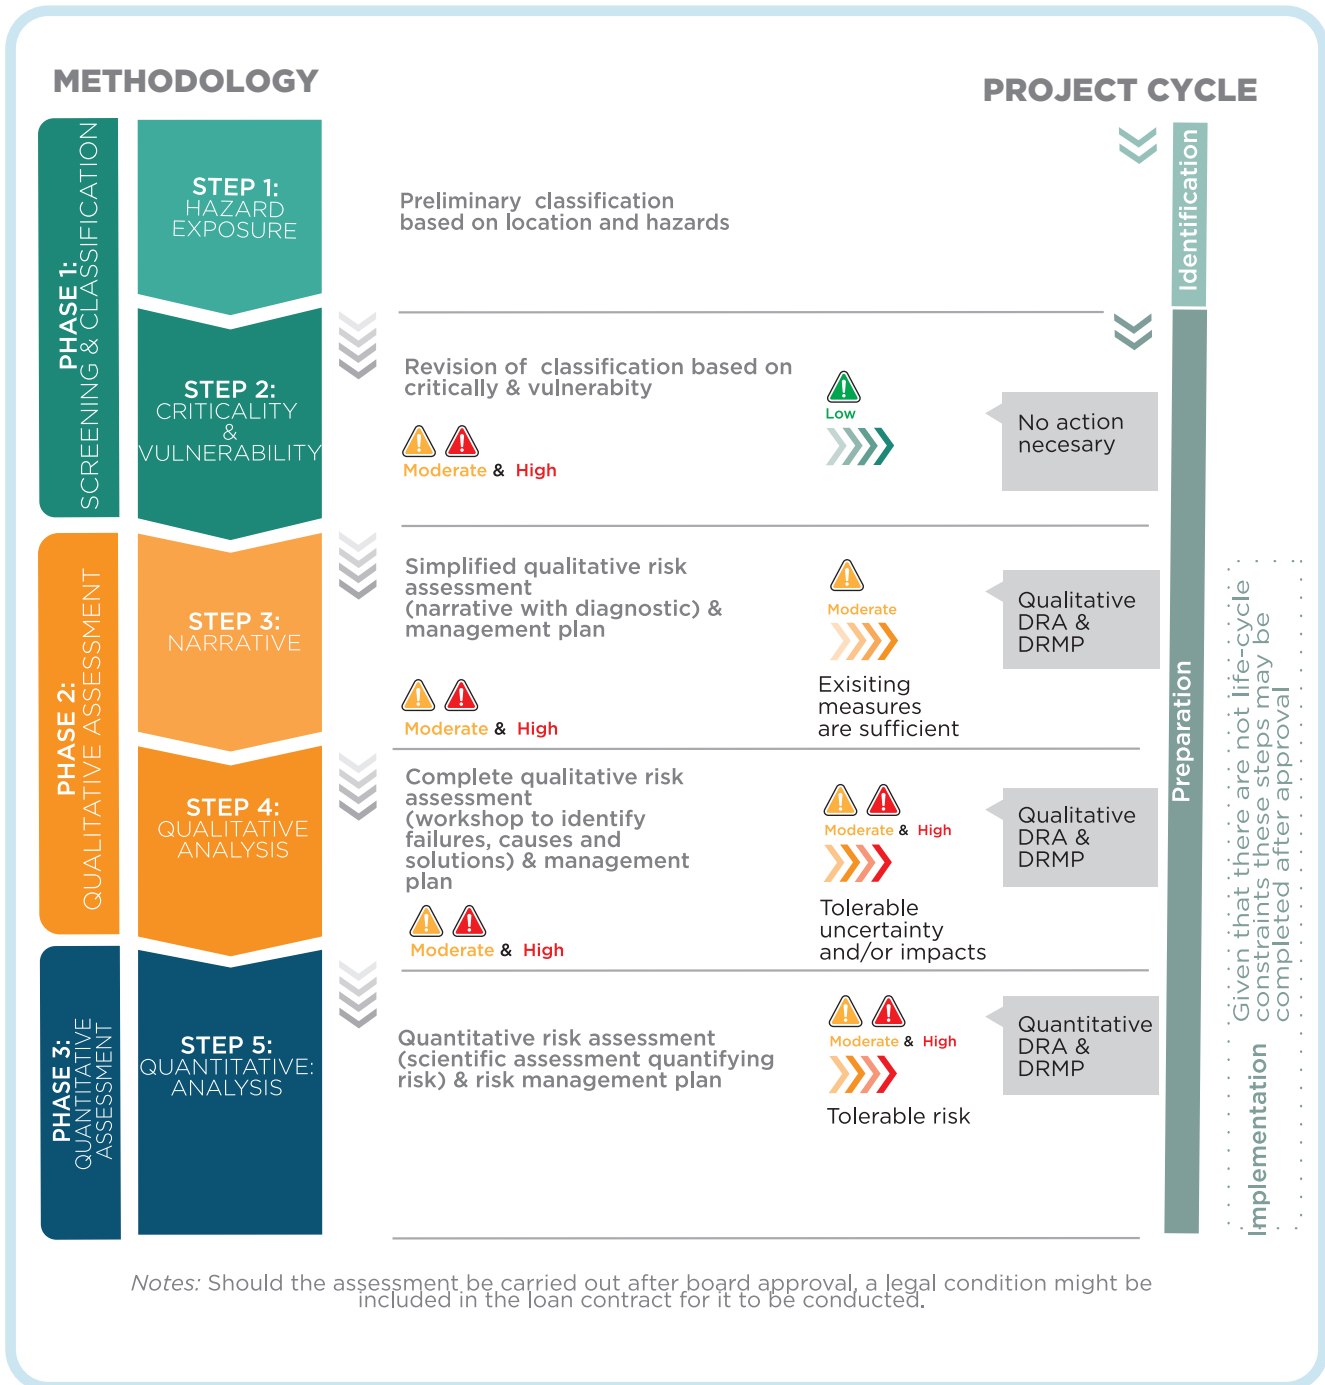 METHODOLOGY
PROJECT CYCLE
PHASE 1:
SCREENING & CLASSIFICATION
STEP 1:
HAZARD
EXPOSURE
Preliminary classification
based on location and hazards
Identification
STEP 2:
CRITICALITY
&
VULNERABILITY
Revision of classification based on
critically & vulnerabity
Moderate & High
Low
No action
necesary
PHASE 2:
QUALITATIVE ASSESSMENT
STEP 3:
NARRATIVE
Simplified qualitative risk
assessment
(narrative with diagnostic) &
management plan
Moderate & High
Moderate
Exisiting
measures
are sufficient
Qualitative
DRA &
DRMP
Preparation
STEP 4:
QUALITATIVE
ANALYSIS
Complete qualitative risk
assessment
(workshop to identify
failures, causes and
solutions) & management
plan
Moderate & High
Moderate & High
Tolerable
uncertainty
and/or impacts
Qualitative
DRA &
DRMP
PHASE 3:
QUANTITATIVE
ASSESSMENT
STEP 5:
QUANTITATIVE:
ANALYSIS
Quantitative risk assessment
(scientific assessment quantifying
risk) & risk management plan
Moderate & High
Tolerable risk
Quantitative
DRA &
DRMP
Implementation
Given that there are not life-cycle
constraints these steps may be
completed after approval
Notes: Should the assessment be carried out after board approval, a legal condition might be
included in the loan contract for it to be conducted.